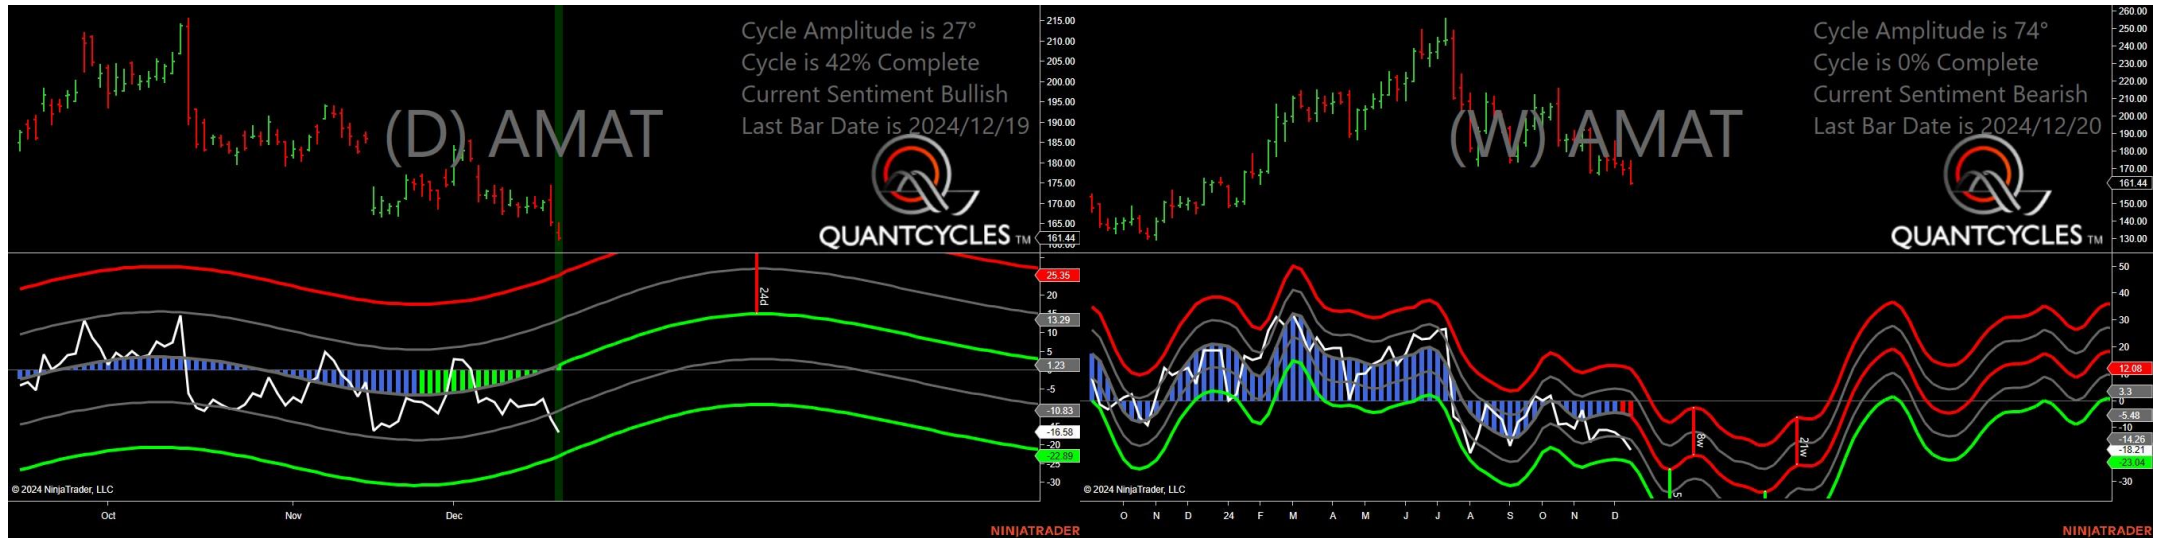 Cycle Amplitude is 27°
Cycle is 42% Complete
Current Sentiment Bullish
Last Bar Date is 2024/12/19
(D) AMAT
QUANTCYCLES TM
215.00
210.00
205.00
200.00
195.00
190.00
185.00
180.00
175.00
170.00
165.00
161.44
24d
25.35
20
15
13.29
10
5
1.23
-5
-10.83
-16.58
-20
-22.89
-25
-30
© 2024 NinjaTrader, LLC
Oct Nov Dec
NINJATRADER
Cycle Amplitude is 74°
Cycle is 0% Complete
Current Sentiment Bearish
Last Bar Date is 2024/12/20
(W) AMAT
QUANTCYCLES TM
260.00
250.00
240.00
230.00
220.00
210.00
200.00
190.00
180.00
170.00
161.44
150.00
140.00
130.00
8w
21w
5
50
40
30
20
12.08
3.3
0
-5.48
-10
-14.26
-18.21
-23.04
-30
© 2024 NinjaTrader, LLC
O N D 24 F M A M J J A S O N D
NINJATRADER